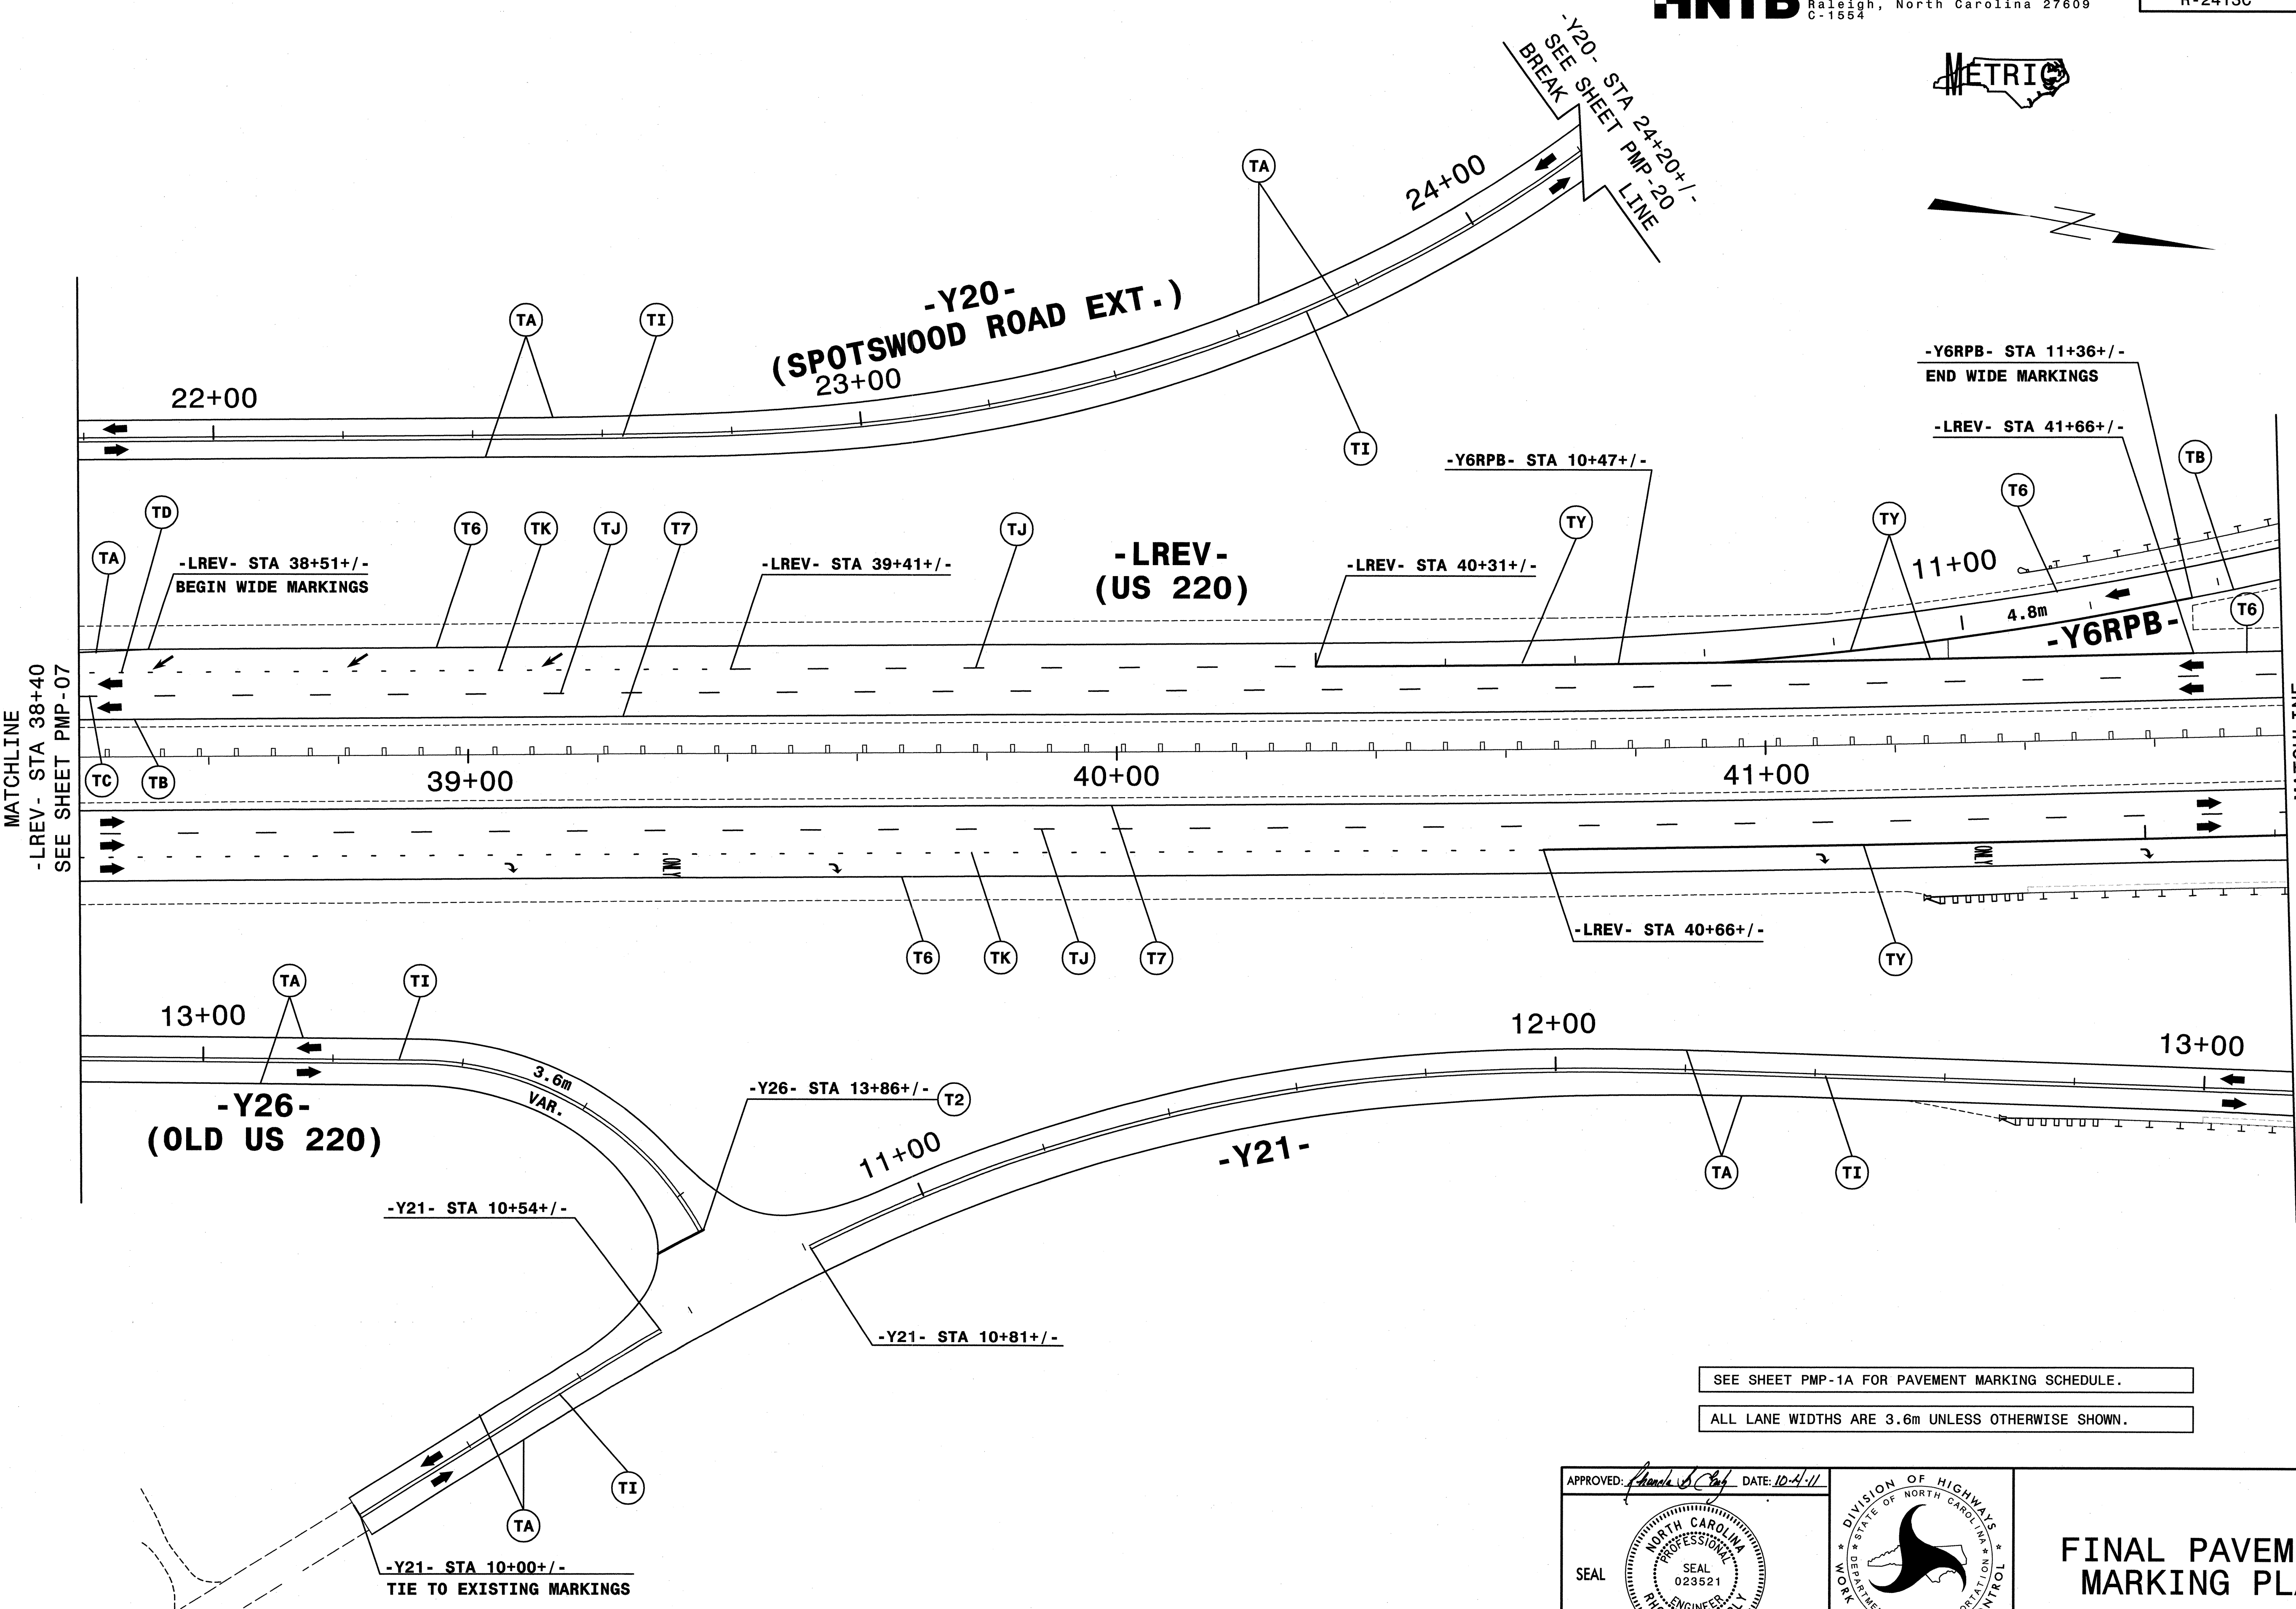 HNTB
Raleigh, North Carolina 27609
C-1554
R-2413C
METRIC
-Y20- STA 24+20+/-
SEE SHEET PMP-20
BREAK LINE
TA
24+00
-Y20-
(SPOTSWOOD ROAD EXT.)
TA
TI
22+00
23+00
TI
-Y6RPB- STA 11+36+/-
END WIDE MARKINGS
-LREV- STA 41+66+/-
TB
-Y6RPB- STA 10+47+/-
T6
TD
TA
-LREV- STA 38+51+/-
BEGIN WIDE MARKINGS
T6
TK
TJ
T7
-LREV- STA 39+41+/-
TJ
-LREV-
(US 220)
-LREV- STA 40+31+/-
TY
TY
11+00
4.8m
-Y6RPB-
T6
MATCHLINE
-LREV- STA 38+40
SEE SHEET PMP-07
TC
TB
39+00
40+00
41+00
ONLY
ONLY
T6
TK
TJ
T7
-LREV- STA 40+66+/-
TY
TA
TI
13+00
3.6m
VAR.
-Y26-
(OLD US 220)
-Y26- STA 13+86+/-
T2
11+00
12+00
13+00
-Y21-
TA
TI
-Y21- STA 10+54+/-
-Y21- STA 10+81+/-
TI
TA
-Y21- STA 10+00+/-
TIE TO EXISTING MARKINGS
SEE SHEET PMP-1A FOR PAVEMENT MARKING SCHEDULE.
ALL LANE WIDTHS ARE 3.6m UNLESS OTHERWISE SHOWN.
APPROVED: DATE: 10-4-11
SEAL
NORTH CAROLINA
PROFESSIONAL
SEAL
023521
ENGINEER
DIVISION OF HIGHWAYS
STATE OF NORTH CAROLINA
WORK
FINAL PAVEM
MARKING PLA